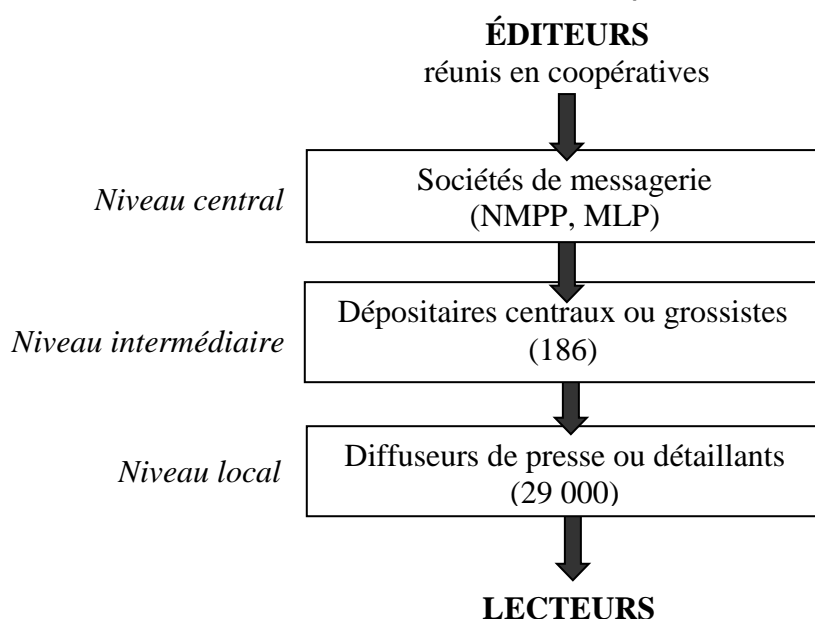 ÉDITEURS
réunis en coopératives
Niveau central
Sociétés de messagerie
(NMPP, MLP)
Niveau intermédiaire
Dépositaires centraux ou grossistes
(186)
Niveau local
Diffuseurs de presse ou détaillants
(29 000)
LECTEURS